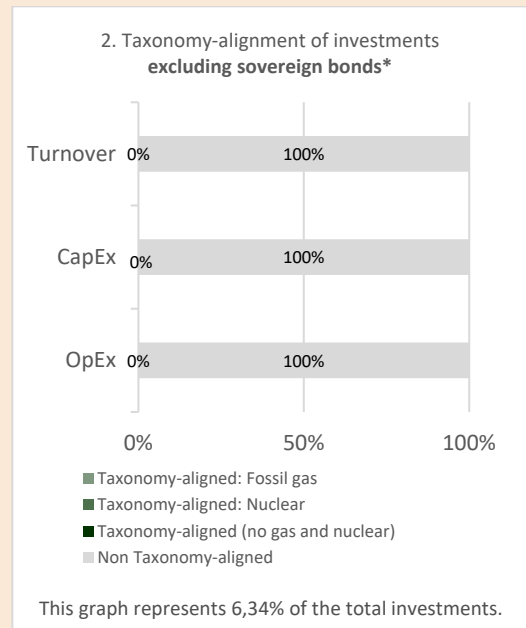 2. Taxonomy-alignment of investments
excluding sovereign bonds*
Turnover 0% 100%
CapEx 0% 100%
OpEx 0% 100%
0% 50% 100%
Taxonomy-aligned: Fossil gas
Taxonomy-aligned: Nuclear
Taxonomy-aligned (no gas and nuclear)
Non Taxonomy-aligned
This graph represents 6,34% of the total investments.